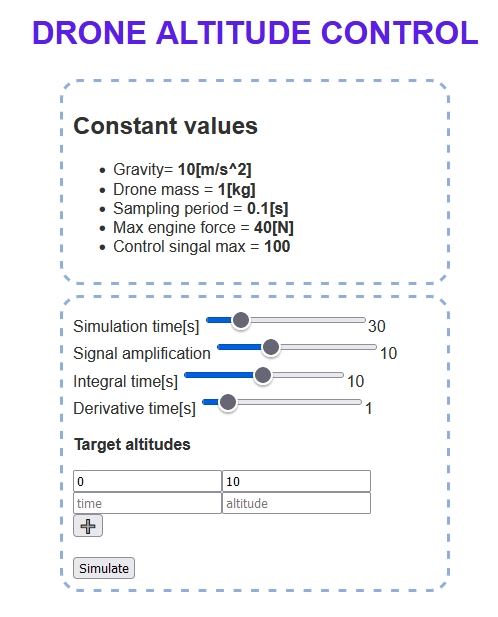 DRONE ALTITUDE CONTROL
Constant values
Gravity= 10[m/s^2]
Drone mass = 1[kg]
Sampling period = 0.1[s]
Max engine force = 40[N]
Control singal max = 100
Simulation time[s] 30
Signal amplification 10
Integral time[s] 10
Derivative time[s] 1
Target altitudes
0 10
time altitude
Simulate